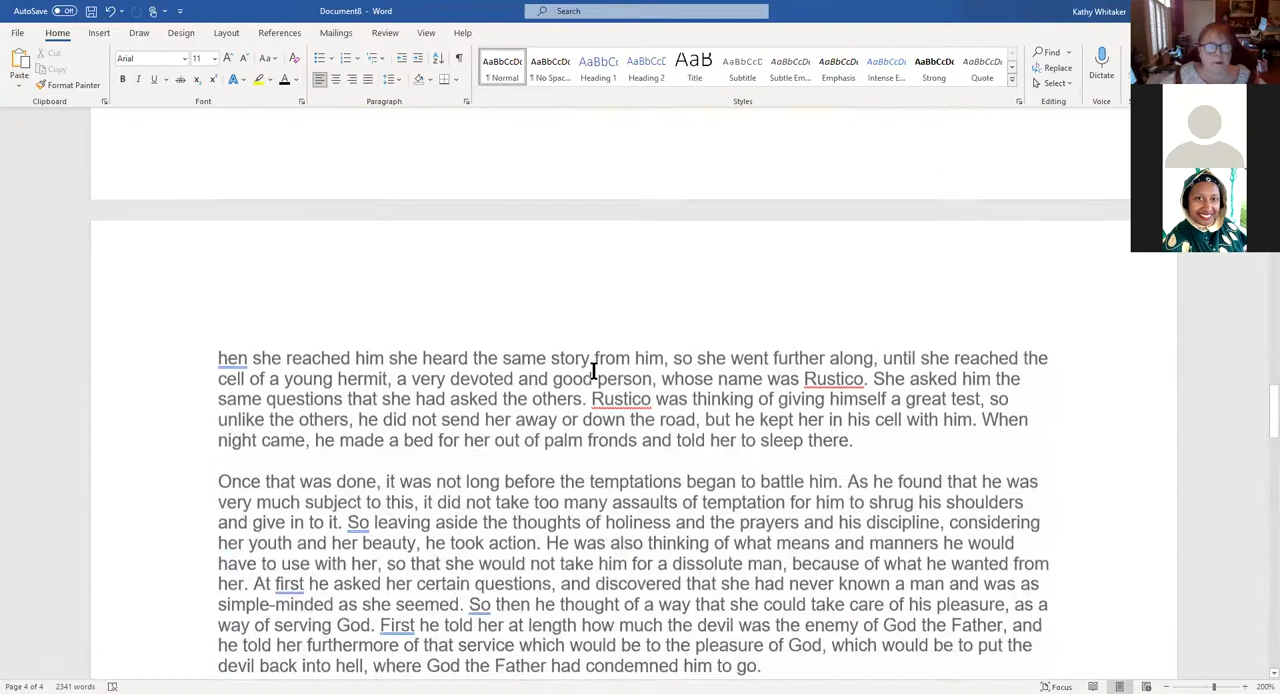 AutoSave Off Document8 - Word Search Kathy Whitaker
File Home Insert Draw Design Layout References Mailings Review View Help
Paste Cut Copy Format Painter
Arial 11
AaBbCcDc AaBbCcDc AaBbC AaBbCcC AaB AaBbCcC AaBbCcDc AaBbCcDc AaBbCcDc AaBbCcDc AaBbCcDc
¶ Normal ¶ No Spac... Heading 1 Heading 2 Title Subtitle Subtle Em... Emphasis Intense E... Strong Quote
Find Replace Select Dictate
Clipboard Font Paragraph Styles Editing Voice
hen she reached him she heard the same story from him, so she went further along, until she reached the
cell of a young hermit, a very devoted and good person, whose name was Rustico. She asked him the
same questions that she had asked the others. Rustico was thinking of giving himself a great test, so
unlike the others, he did not send her away or down the road, but he kept her in his cell with him. When
night came, he made a bed for her out of palm fronds and told her to sleep there.
Once that was done, it was not long before the temptations began to battle him. As he found that he was
very much subject to this, it did not take too many assaults of temptation for him to shrug his shoulders
and give in to it. So leaving aside the thoughts of holiness and the prayers and his discipline, considering
her youth and her beauty, he took action. He was also thinking of what means and manners he would
have to use with her, so that she would not take him for a dissolute man, because of what he wanted from
her. At first he asked her certain questions, and discovered that she had never known a man and was as
simple-minded as she seemed. So then he thought of a way that she could take care of his pleasure, as a
way of serving God. First he told her at length how much the devil was the enemy of God the Father, and
he told her furthermore of that service which would be to the pleasure of God, which would be to put the
devil back into hell, where God the Father had condemned him to go.
Page 4 of 4 2341 words Focus 200%